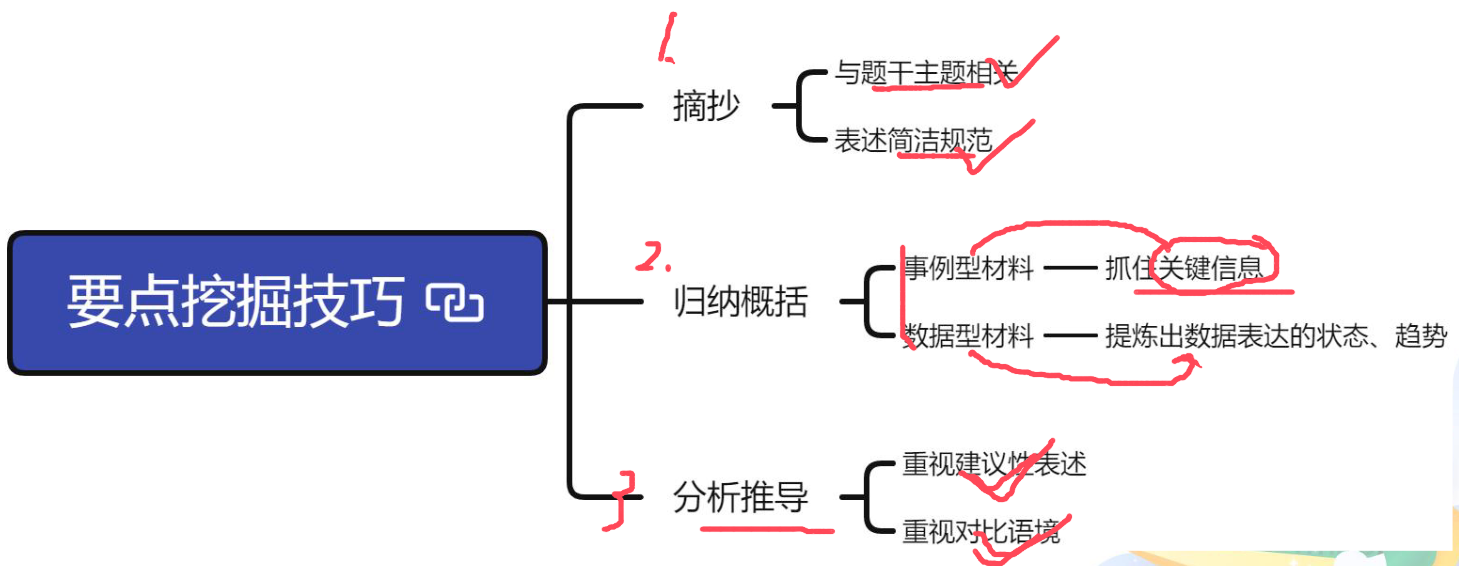 1.
与题干主题相关
摘抄
表述简洁规范
要点挖掘技巧
2.
事例型材料
抓住关键信息
归纳概括
数据型材料
提炼出数据表达的状态、趋势
3
重视建议性表述
分析推导
重视对比语境